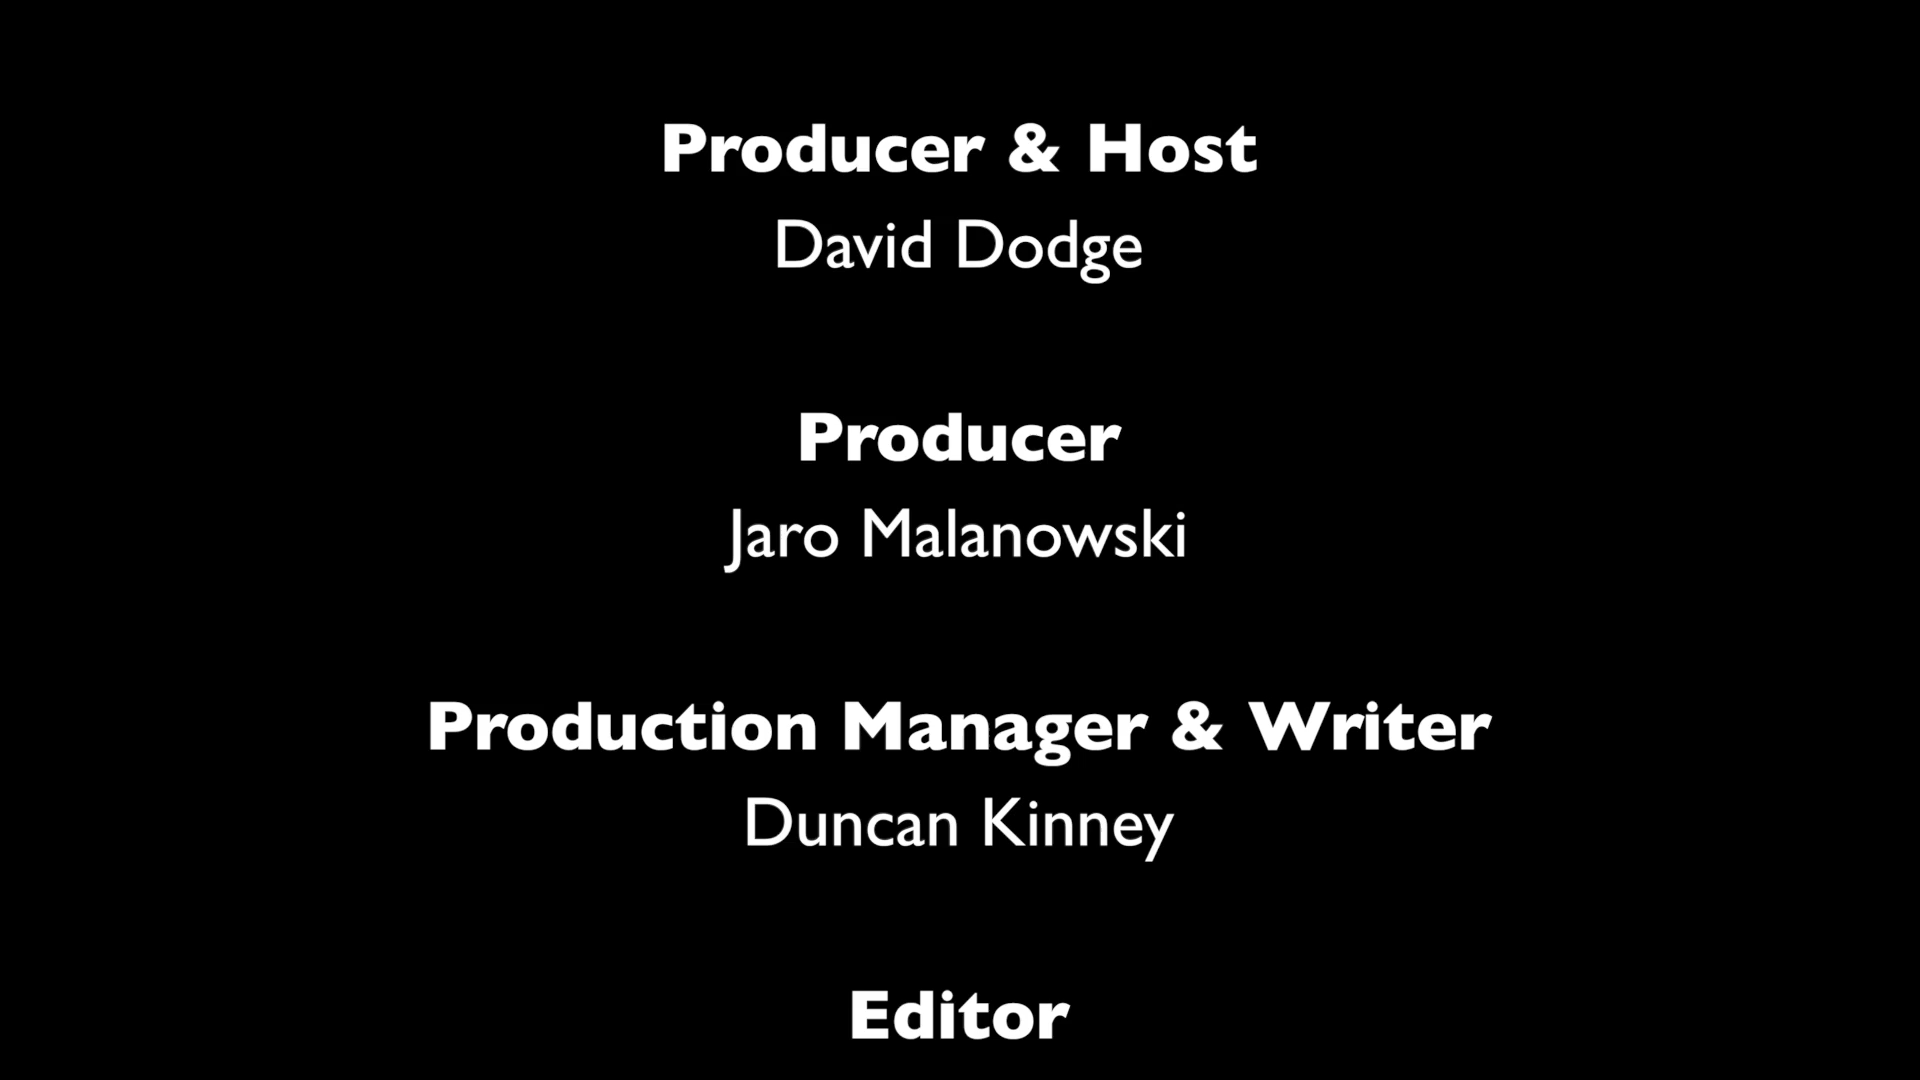 Producer & Host
David Dodge
Producer
Jaro Malanowski
Production Manager & Writer
Duncan Kinney
Editor